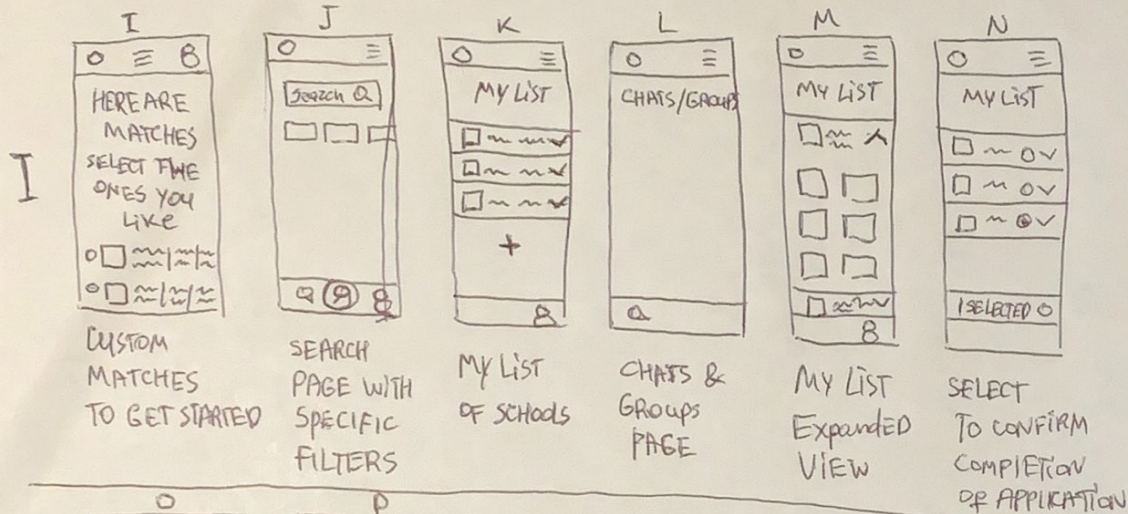 I
J
K
L
M
N
I
HERE ARE
MATCHES
SELECT THE
ONES YOU
LIKE
Search
MY LIST
+
CHATS/GROUPS
MY LIST
MY LIST
1 SELECTED
CUSTOM
MATCHES
TO GET STARTED
SEARCH
PAGE WITH
SPECIFIC
FILTERS
MY LIST
OF SCHOOLS
CHATS &
GROUPS
PAGE
MY LIST
EXPANDED
VIEW
SELECT
TO CONFIRM
COMPLETION
OF APPLICATION
O
P